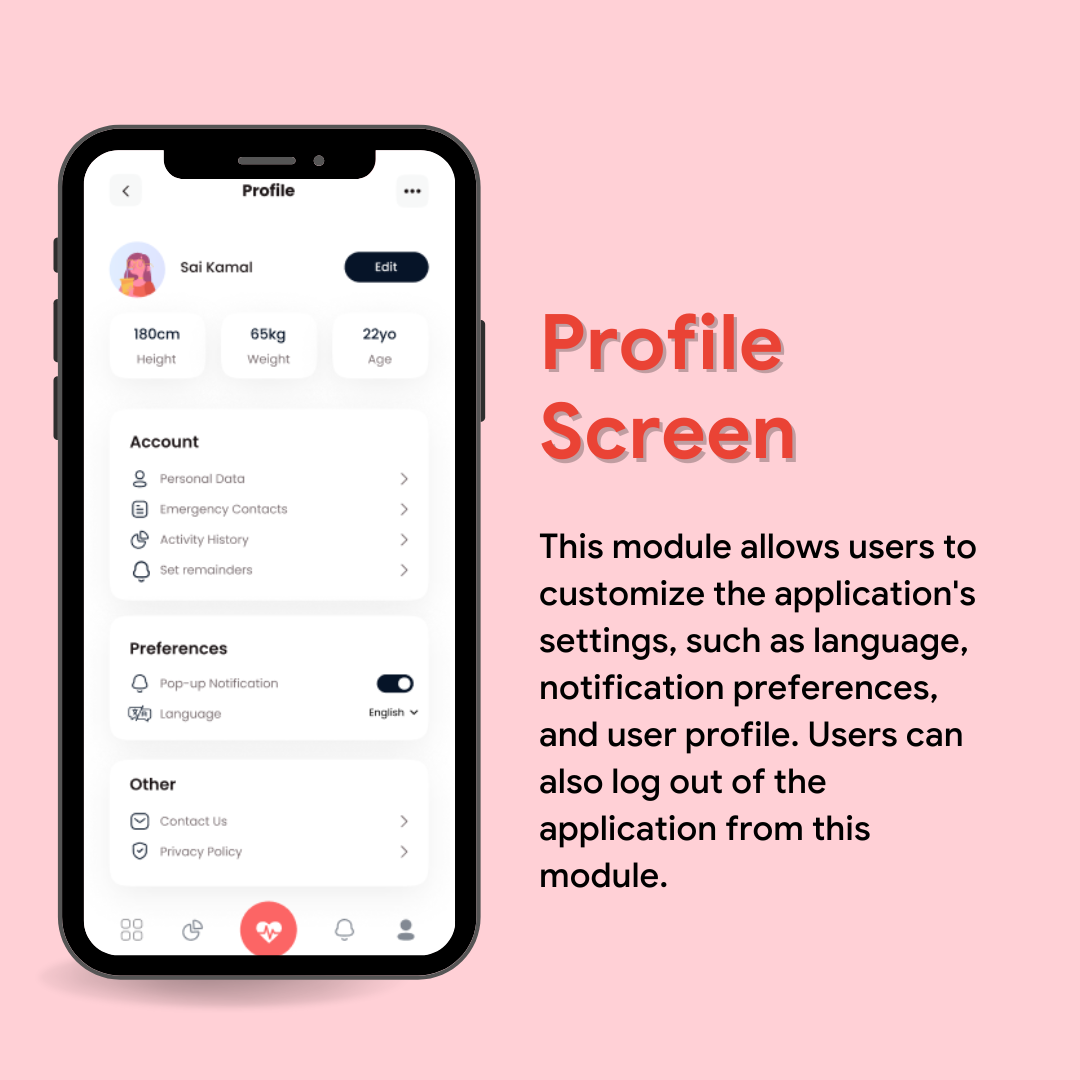 Profile
Sai Kamal
Edit
180cm
Height
65kg
Weight
22yo
Age
Account
Personal Data
Emergency Contacts
Activity History
Set remainders
Preferences
Pop-up Notification
Language
English
Other
Contact Us
Privacy Policy
Profile
Screen
This module allows users to
customize the application's
settings, such as language,
notification preferences,
and user profile. Users can
also log out of the
application from this
module.